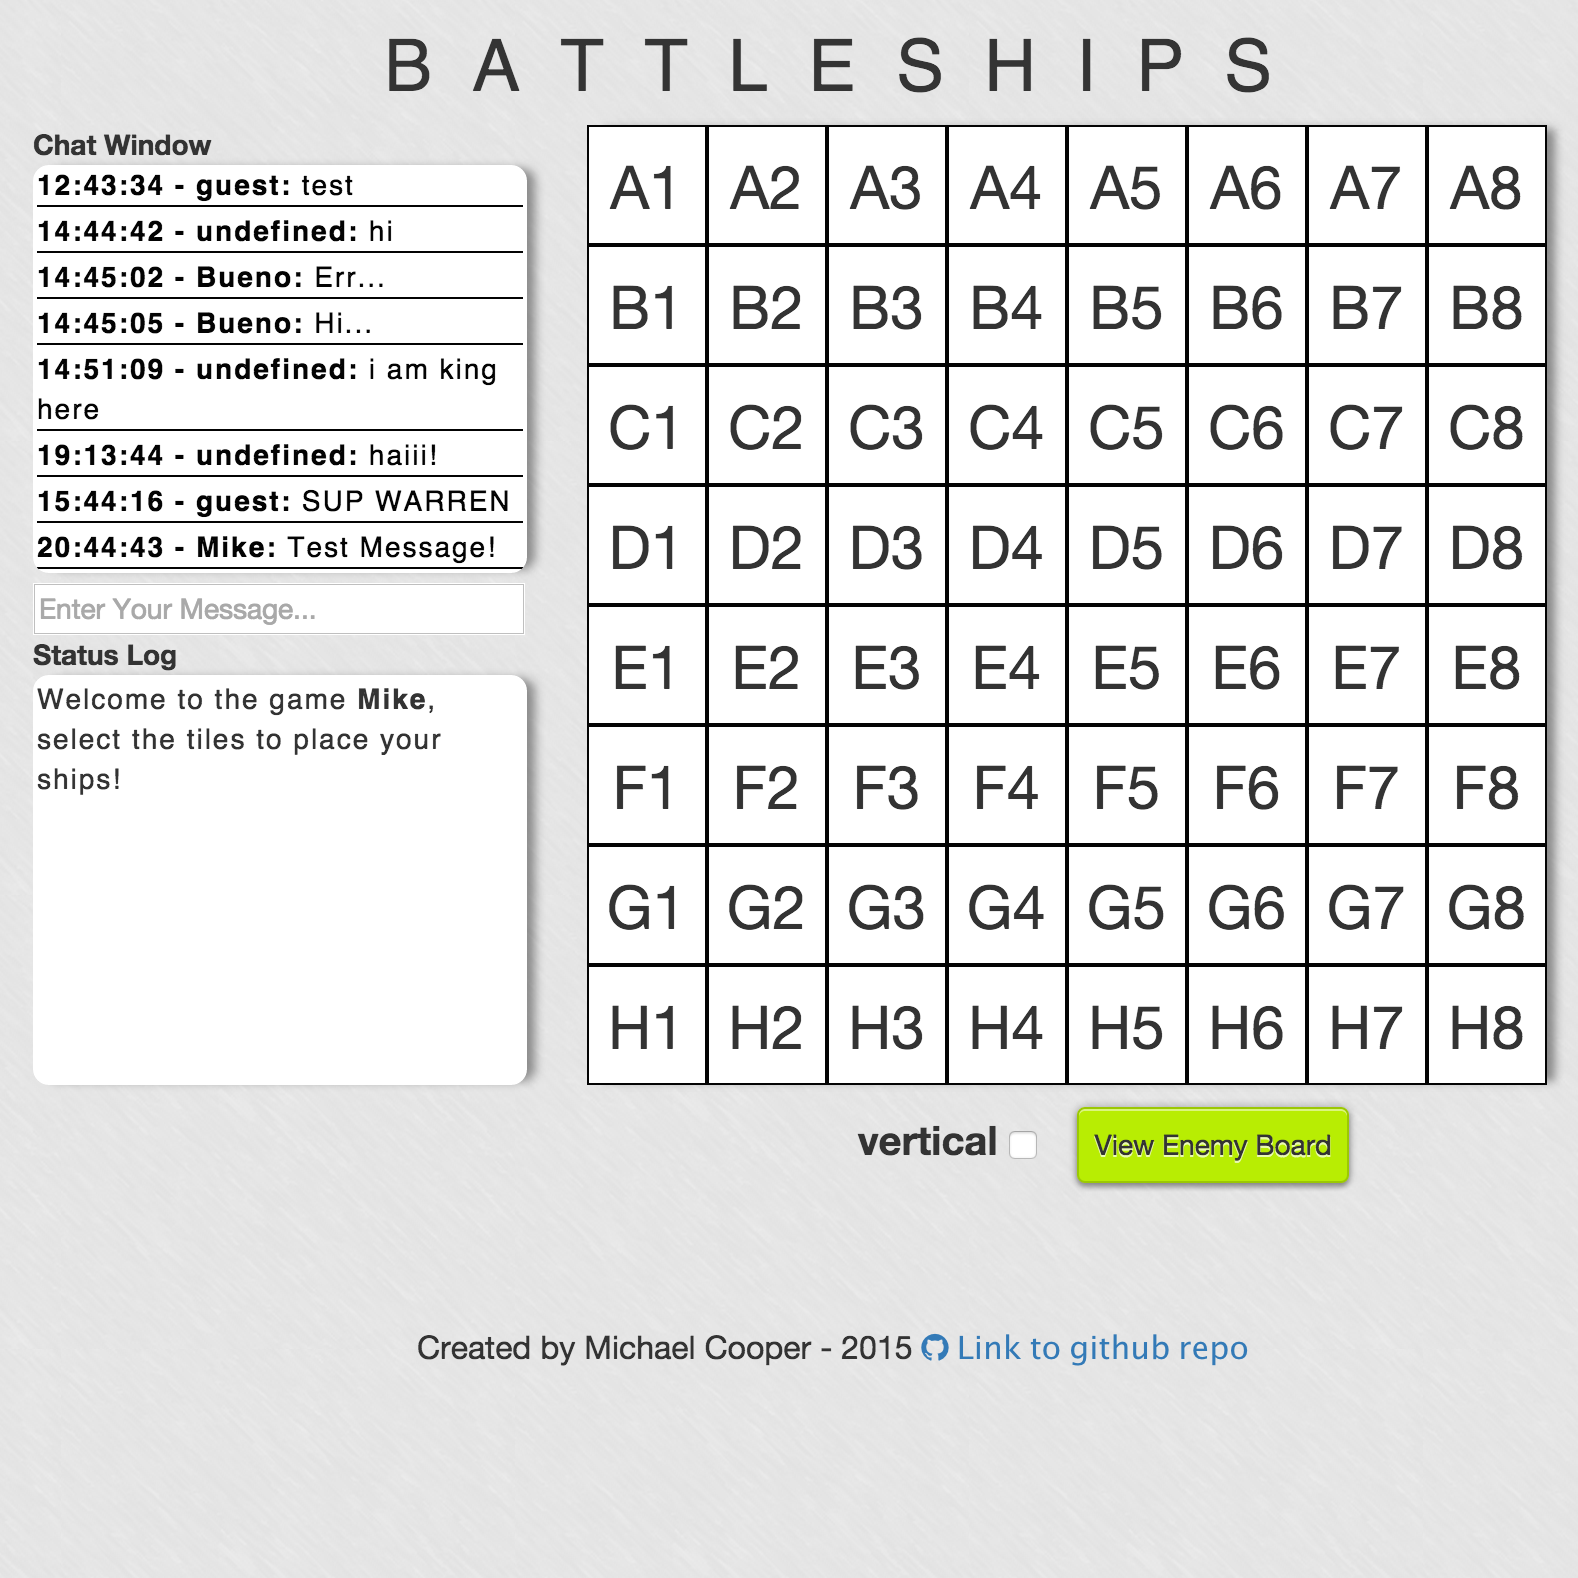 B A T T L E S H I P S
Chat Window
12:43:34 - guest: test
14:44:42 - undefined: hi
14:45:02 - Bueno: Err...
14:45:05 - Bueno: Hi...
14:51:09 - undefined: i am king
here
19:13:44 - undefined: haiii!
15:44:16 - guest: SUP WARREN
20:44:43 - Mike: Test Message!
Enter Your Message...
Status Log
Welcome to the game Mike,
select the tiles to place your
ships!
A1 A2 A3 A4 A5 A6 A7 A8
B1 B2 B3 B4 B5 B6 B7 B8
C1 C2 C3 C4 C5 C6 C7 C8
D1 D2 D3 D4 D5 D6 D7 D8
E1 E2 E3 E4 E5 E6 E7 E8
F1 F2 F3 F4 F5 F6 F7 F8
G1 G2 G3 G4 G5 G6 G7 G8
H1 H2 H3 H4 H5 H6 H7 H8
vertical
View Enemy Board
Created by Michael Cooper - 2015 Link to github repo